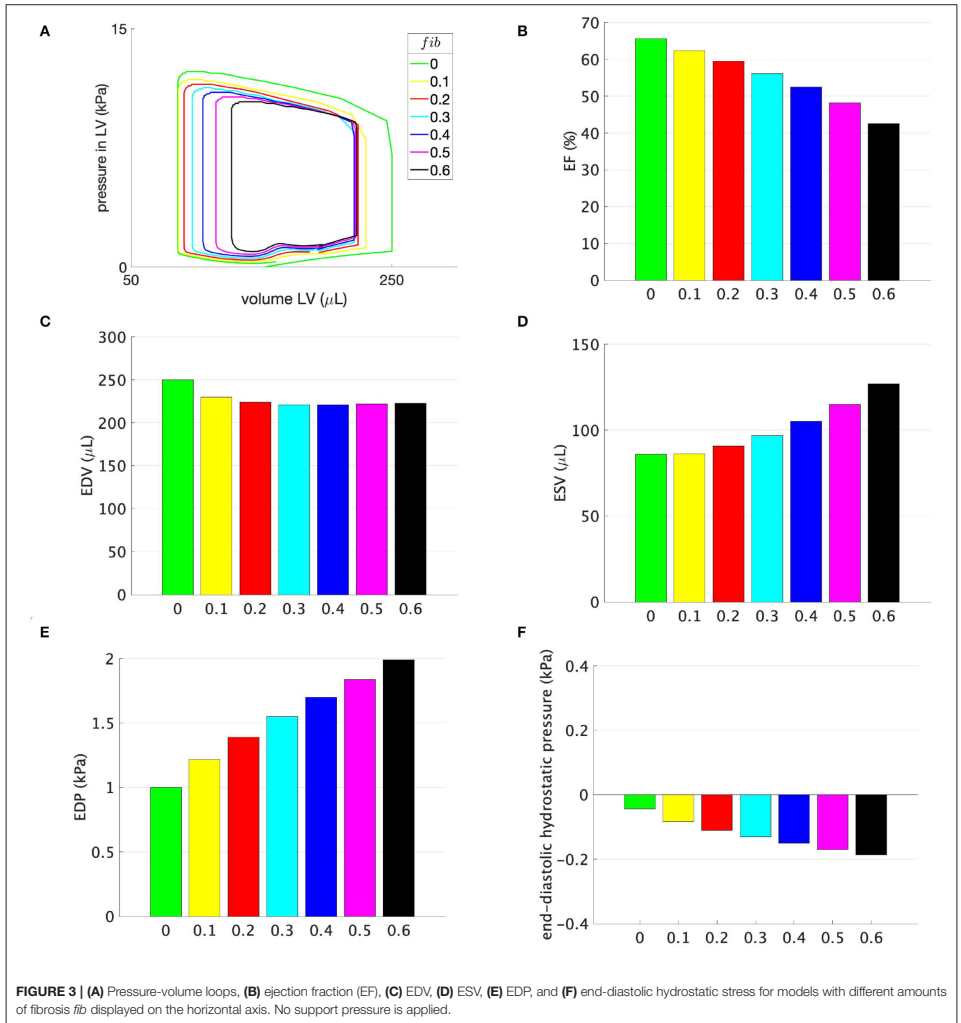 A
15
pressure in LV (kPa)
0
50
250
volume LV (μL)
fib
0
0.1
0.2
0.3
0.4
0.5
0.6
B
70
60
50
40
30
20
10
0
EF (%)
0 0.1 0.2 0.3 0.4 0.5 0.6
C
300
250
200
150
100
50
0
EDV (μL)
0 0.1 0.2 0.3 0.4 0.5 0.6
D
150
100
50
0
ESV (μL)
0 0.1 0.2 0.3 0.4 0.5 0.6
E
2
1.5
1
0.5
0
EDP (kPa)
0 0.1 0.2 0.3 0.4 0.5 0.6
F
0.4
0.2
0
-0.2
-0.4
end-diastolic hydrostatic pressure (kPa)
0 0.1 0.2 0.3 0.4 0.5 0.6
FIGURE 3 | (A) Pressure-volume loops, (B) ejection fraction (EF), (C) EDV, (D) ESV, (E) EDP, and (F) end-diastolic hydrostatic stress for models with different amounts
of fibrosis fib displayed on the horizontal axis. No support pressure is applied.